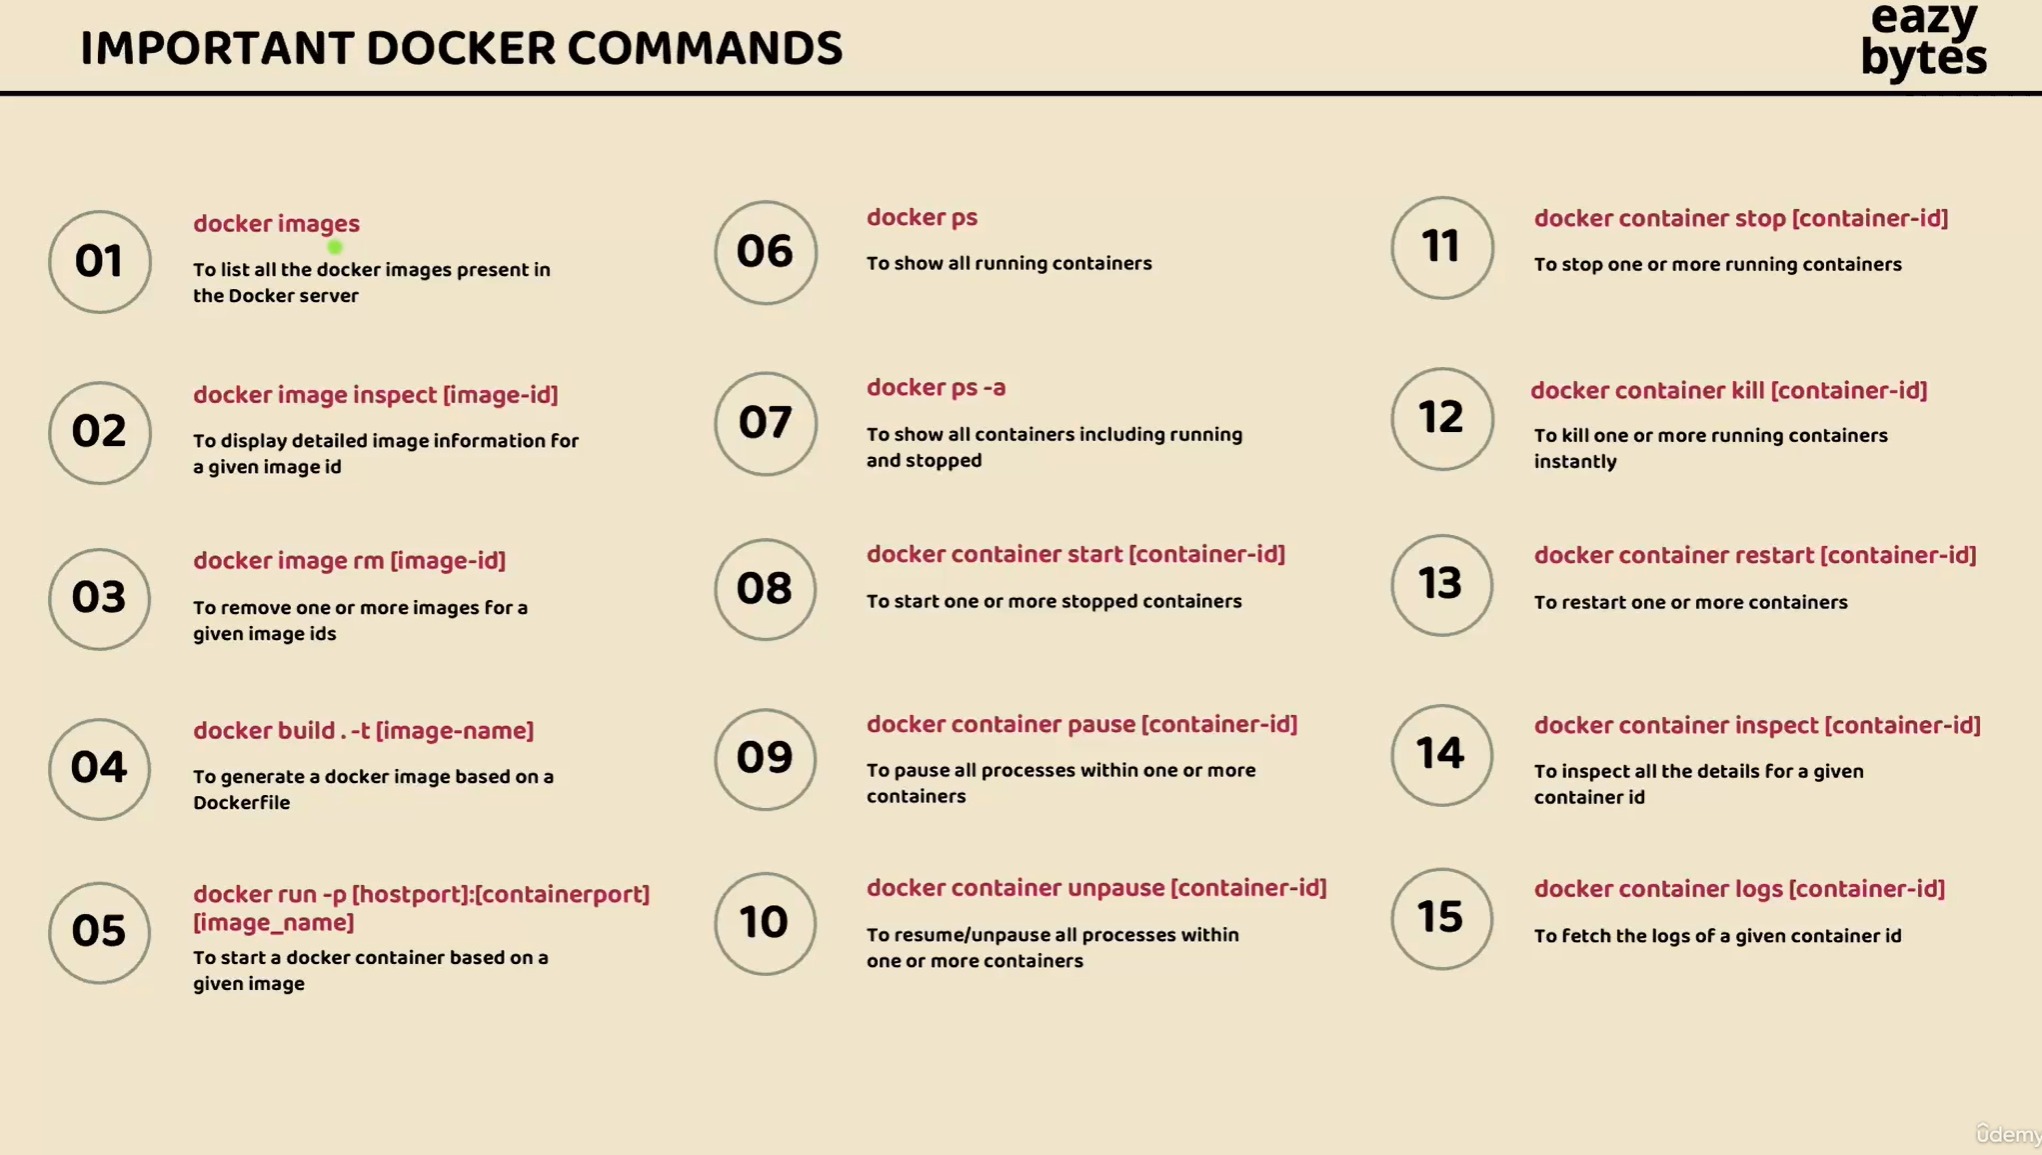 IMPORTANT DOCKER COMMANDS
eazy
bytes
01
docker images
To list all the docker images present in
the Docker server
02
docker image inspect [image-id]
To display detailed image information for
a given image id
03
docker image rm [image-id]
To remove one or more images for a
given image ids
04
docker build . -t [image-name]
To generate a docker image based on a
Dockerfile
05
docker run -p [hostport]:[containerport]
[image_name]
To start a docker container based on a
given image
06
docker ps
To show all running containers
07
docker ps -a
To show all containers including running
and stopped
08
docker container start [container-id]
To start one or more stopped containers
09
docker container pause [container-id]
To pause all processes within one or more
containers
10
docker container unpause [container-id]
To resume/unpause all processes within
one or more containers
11
docker container stop [container-id]
To stop one or more running containers
12
docker container kill [container-id]
To kill one or more running containers
instantly
13
docker container restart [container-id]
To restart one or more containers
14
docker container inspect [container-id]
To inspect all the details for a given
container id
15
docker container logs [container-id]
To fetch the logs of a given container id
ûdemy